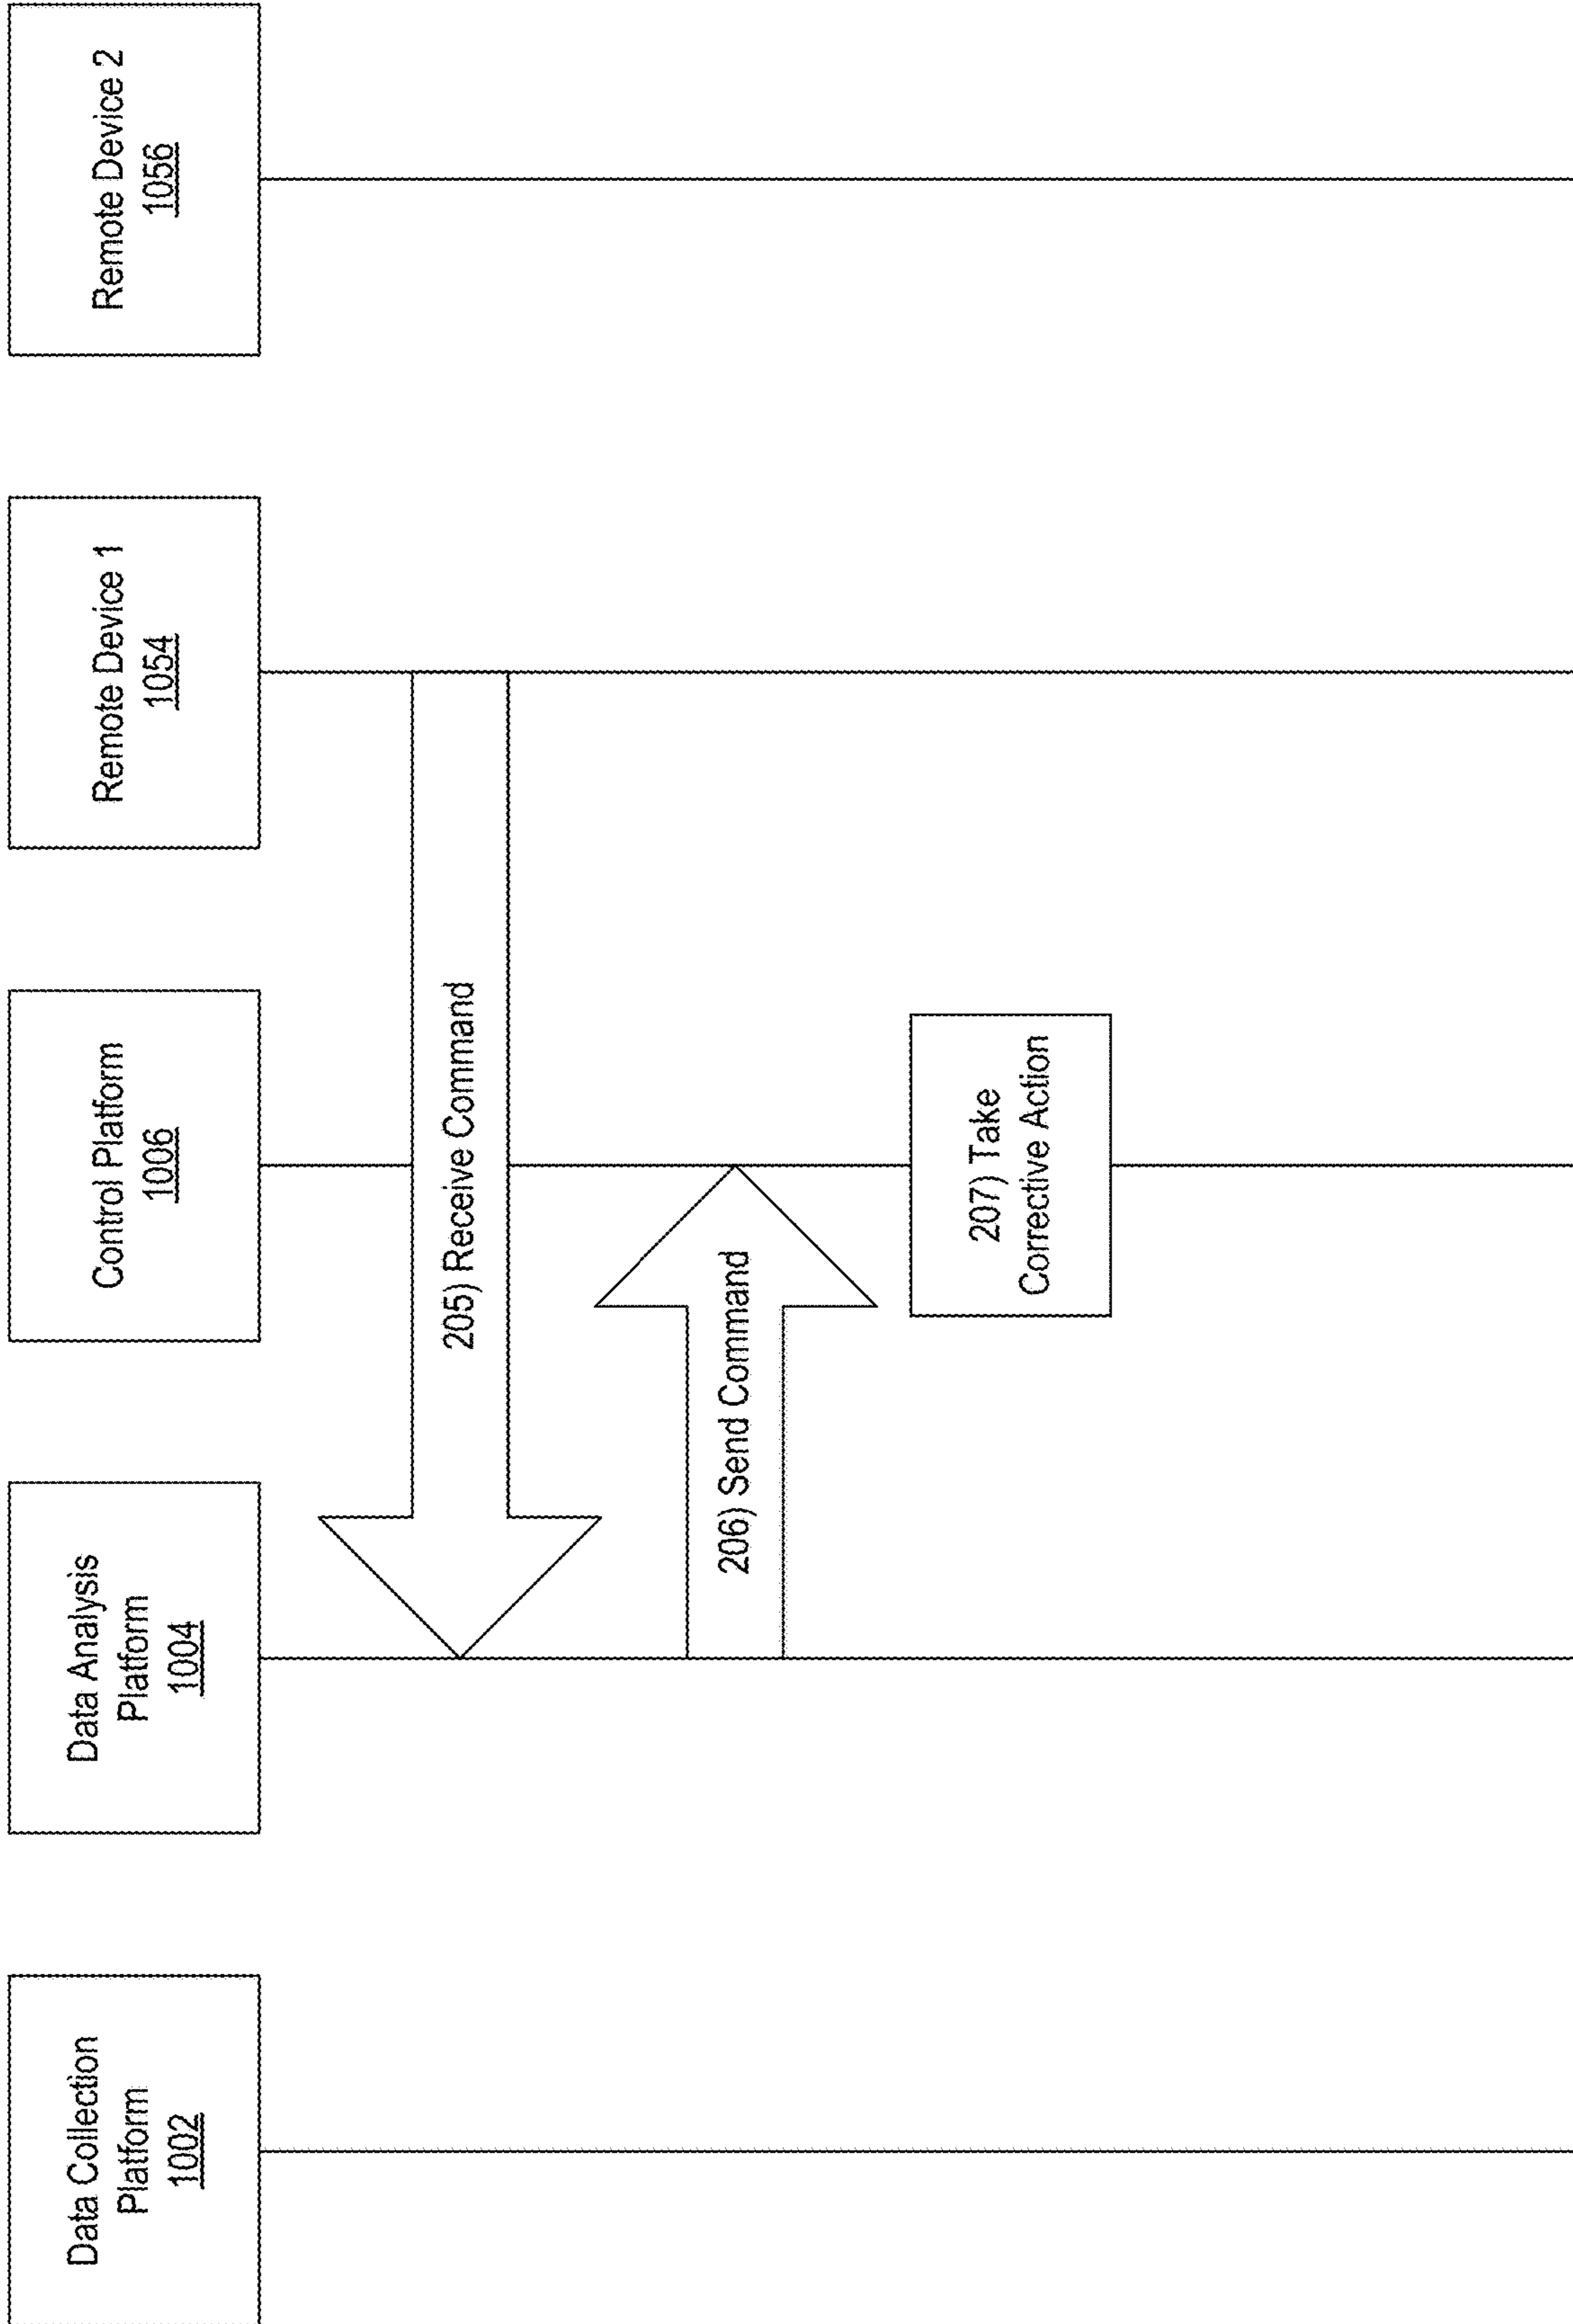 Data Collection
Platform
1002
Data Analysis
Platform
1004
Control Platform
1006
Remote Device 1
1054
Remote Device 2
1056
205) Receive Command
206) Send Command
207) Take
Corrective Action